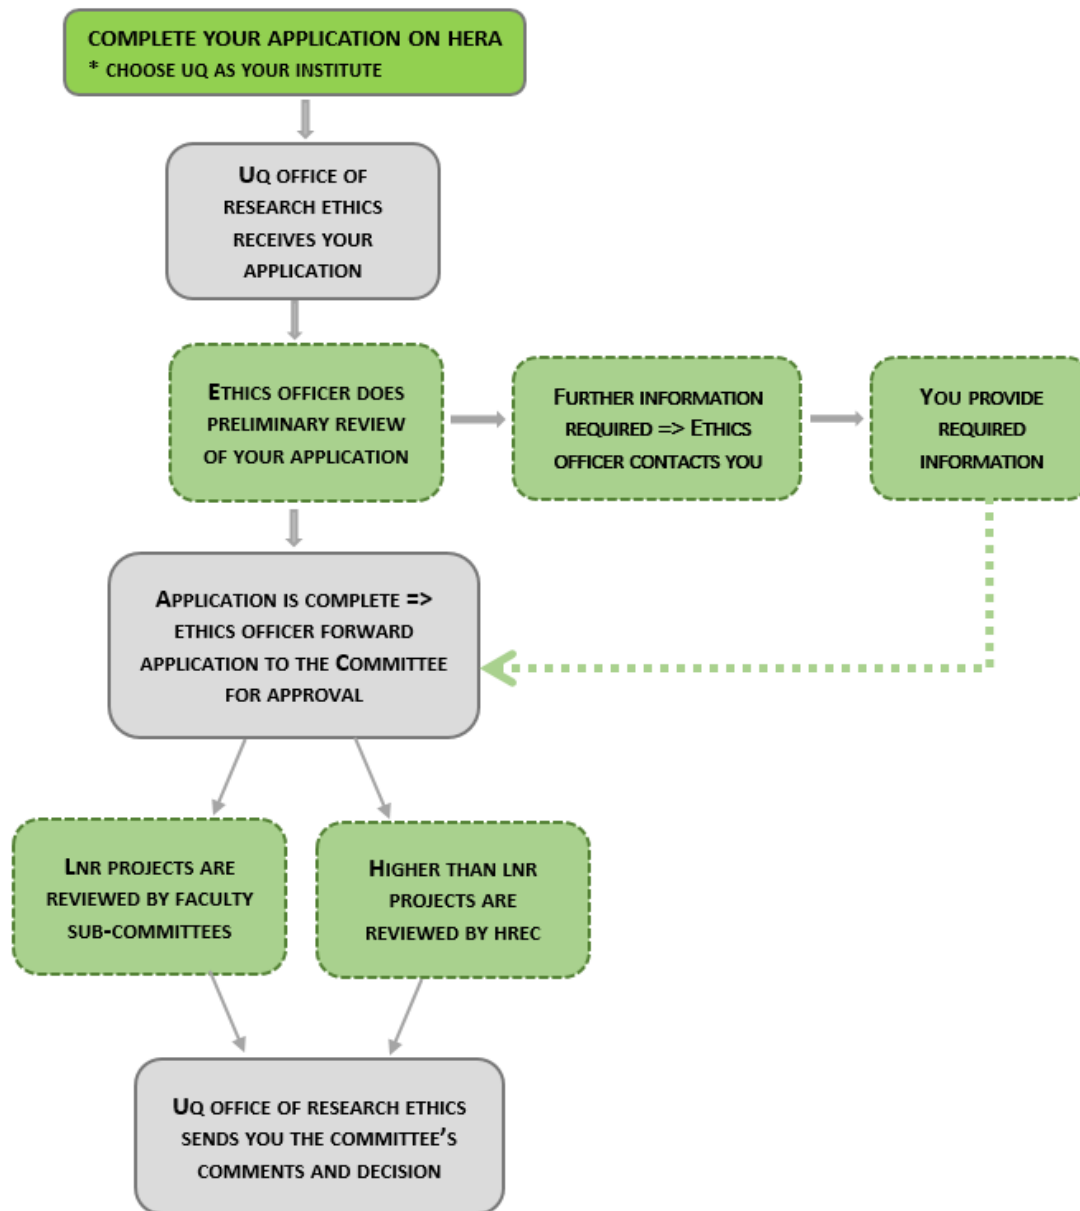 COMPLETE YOUR APPLICATION ON HERA
* CHOOSE UQ AS YOUR INSTITUTE
UQ OFFICE OF
RESEARCH ETHICS
RECEIVES YOUR
APPLICATION
ETHICS OFFICER DOES
PRELIMINARY REVIEW
OF YOUR APPLICATION
FURTHER INFORMATION
REQUIRED => ETHICS
OFFICER CONTACTS YOU
YOU PROVIDE
REQUIRED
INFORMATION
APPLICATION IS COMPLETE =>
ETHICS OFFICER FORWARD
APPLICATION TO THE COMMITTEE
FOR APPROVAL
LNR PROJECTS ARE
REVIEWED BY FACULTY
SUB-COMMITTEES
HIGHER THAN LNR
PROJECTS ARE
REVIEWED BY HREC
UQ OFFICE OF RESEARCH ETHICS
SENDS YOU THE COMMITTEE'S
COMMENTS AND DECISION